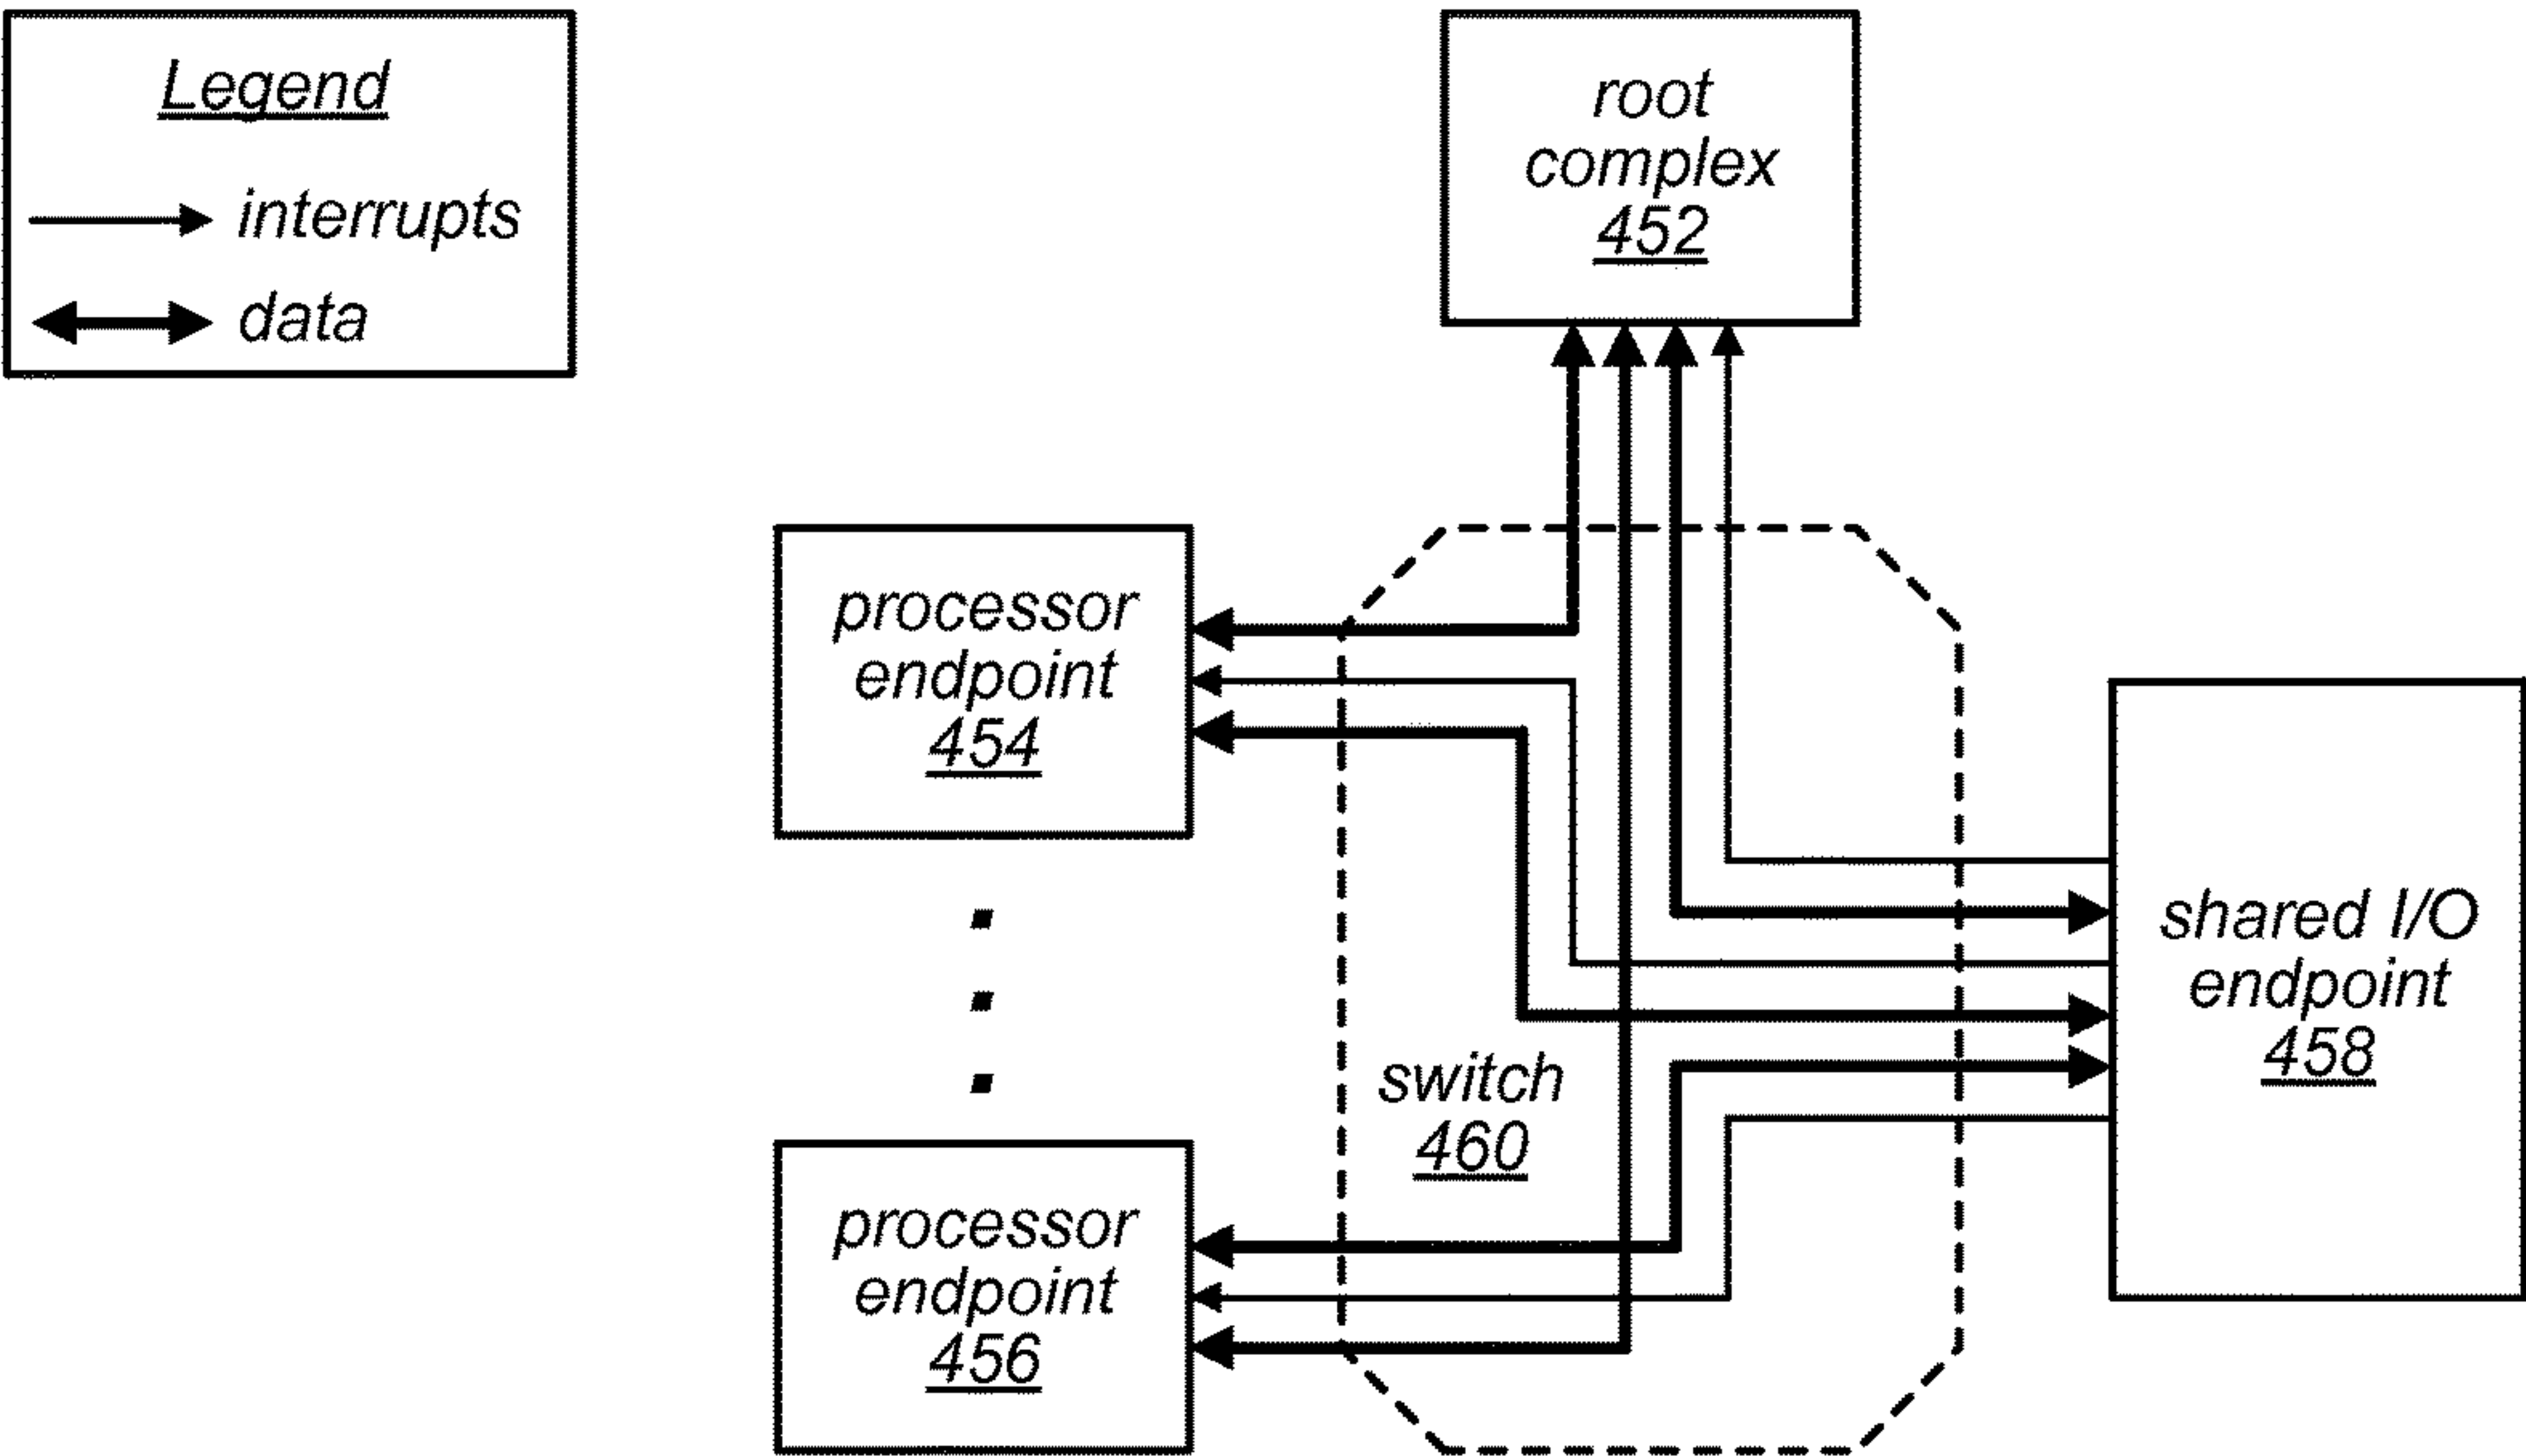 Legend
interrupts
data
root
complex
452
processor
endpoint
454
shared I/O
endpoint
458
switch
460
processor
endpoint
456